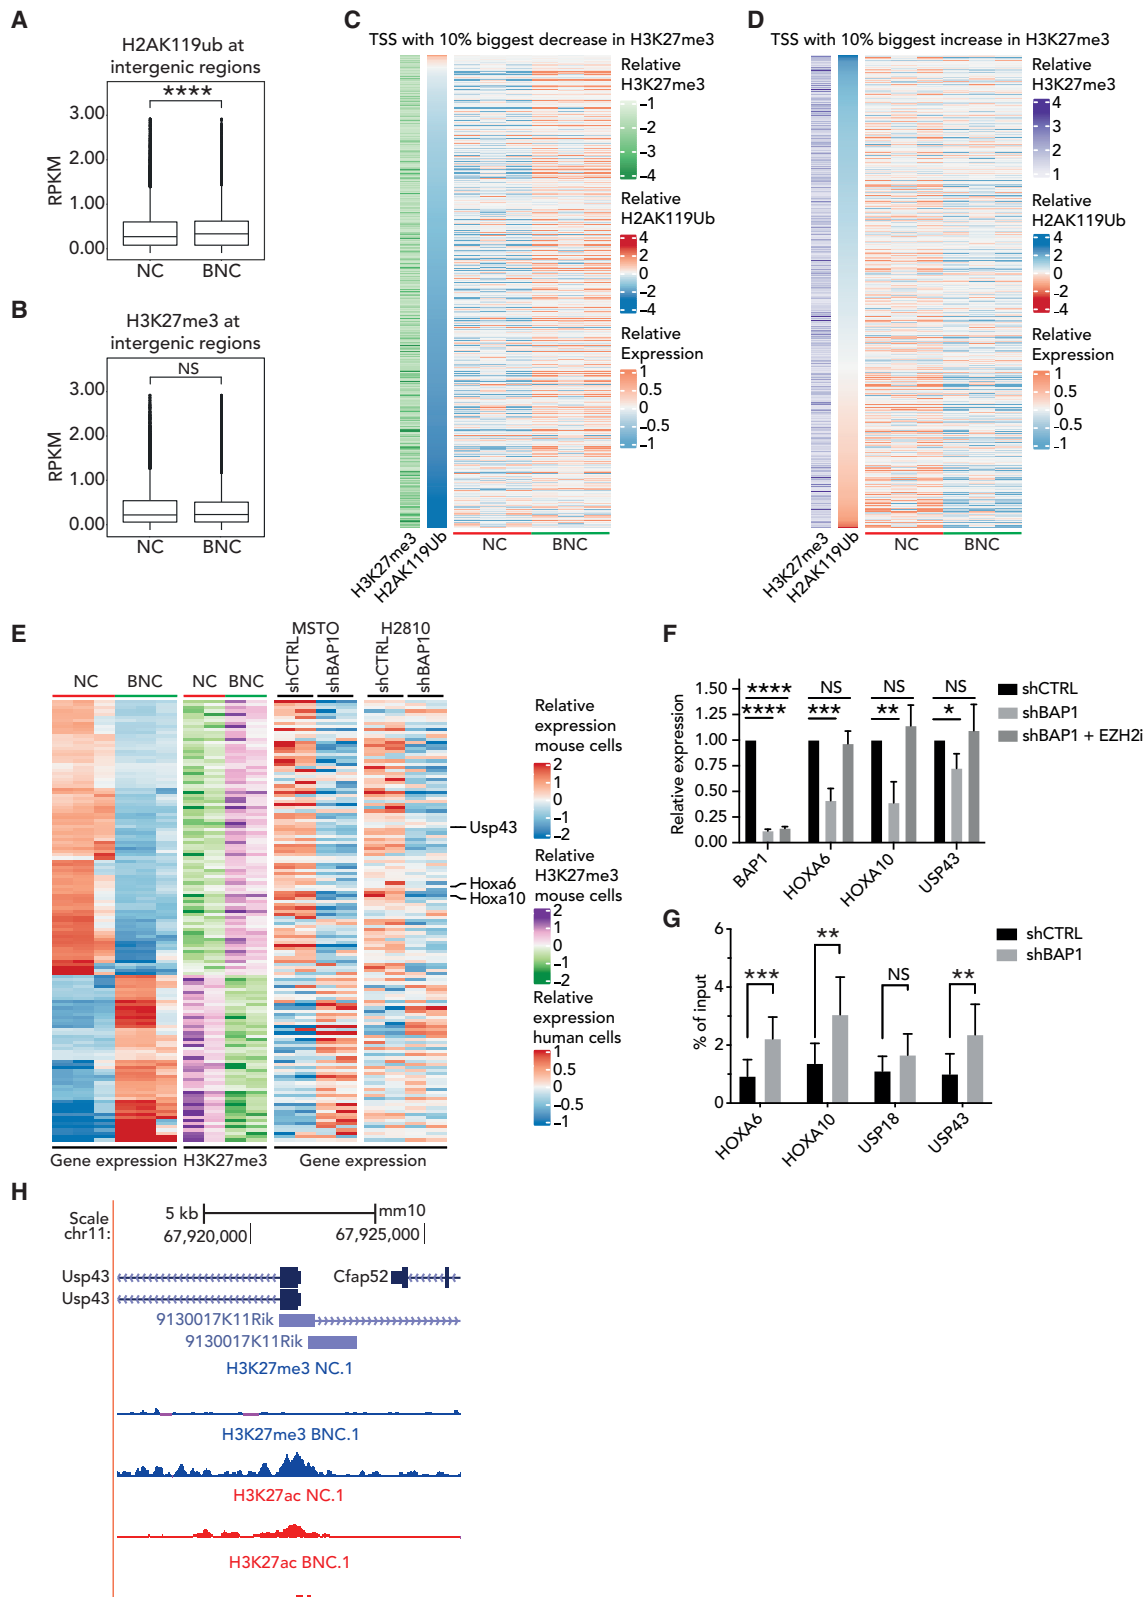 A
H2AK119ub at
intergenic regions
****
3.00
2.00
1.00
0.00
RPKM
NC
BNC
B
H3K27me3 at
intergenic regions
NS
3.00
2.00
1.00
0.00
RPKM
NC
BNC
C
TSS with 10% biggest decrease in H3K27me3
Relative
H3K27me3
–1
–2
–3
–4
Relative
H2AK119Ub
4
2
0
–2
–4
Relative
Expression
1
0.5
0
–0.5
–1
H3K27me3
H2AK119Ub
NC
BNC
D
TSS with 10% biggest increase in H3K27me3
Relative
H3K27me3
4
3
2
1
Relative
H2AK119Ub
4
2
0
–2
–4
Relative
Expression
1
0.5
0
–0.5
–1
H3K27me3
H2AK119Ub
NC
BNC
E
MSTO
H2810
NC
BNC
NC
BNC
shCTRL
shBAP10
shCTRL
shBAP10
Usp43
Hoxa6
Hoxa10
Relative
expression
mouse cells
2
1
0
–1
–2
Relative
H3K27me3
mouse cells
2
1
0
–1
–2
Relative
expression
human cells
1
0.5
0
–0.5
–1
Gene expression
H3K27me3
Gene expression
F
Relative expression
1.50
1.25
1.00
0.75
0.50
0.25
0.00
****
NS
NS
NS
****
***
**
*
BAP1
HOXA6
HOXA10
USP43
shCTRL
shBAP1
shBAP1 + EZH2i
G
% of input
6
4
2
0
***
**
NS
**
HOXA6
HOXA10
USP18
USP43
shCTRL
shBAP1
H
Scale
5 kb
mm10
chr11:
67,920,000
67,925,000
Usp43
Cfap52
Usp43
9130017K11Rik
9130017K11Rik
H3K27me3 NC.1
H3K27me3 BNC.1
H3K27ac NC.1
H3K27ac BNC.1